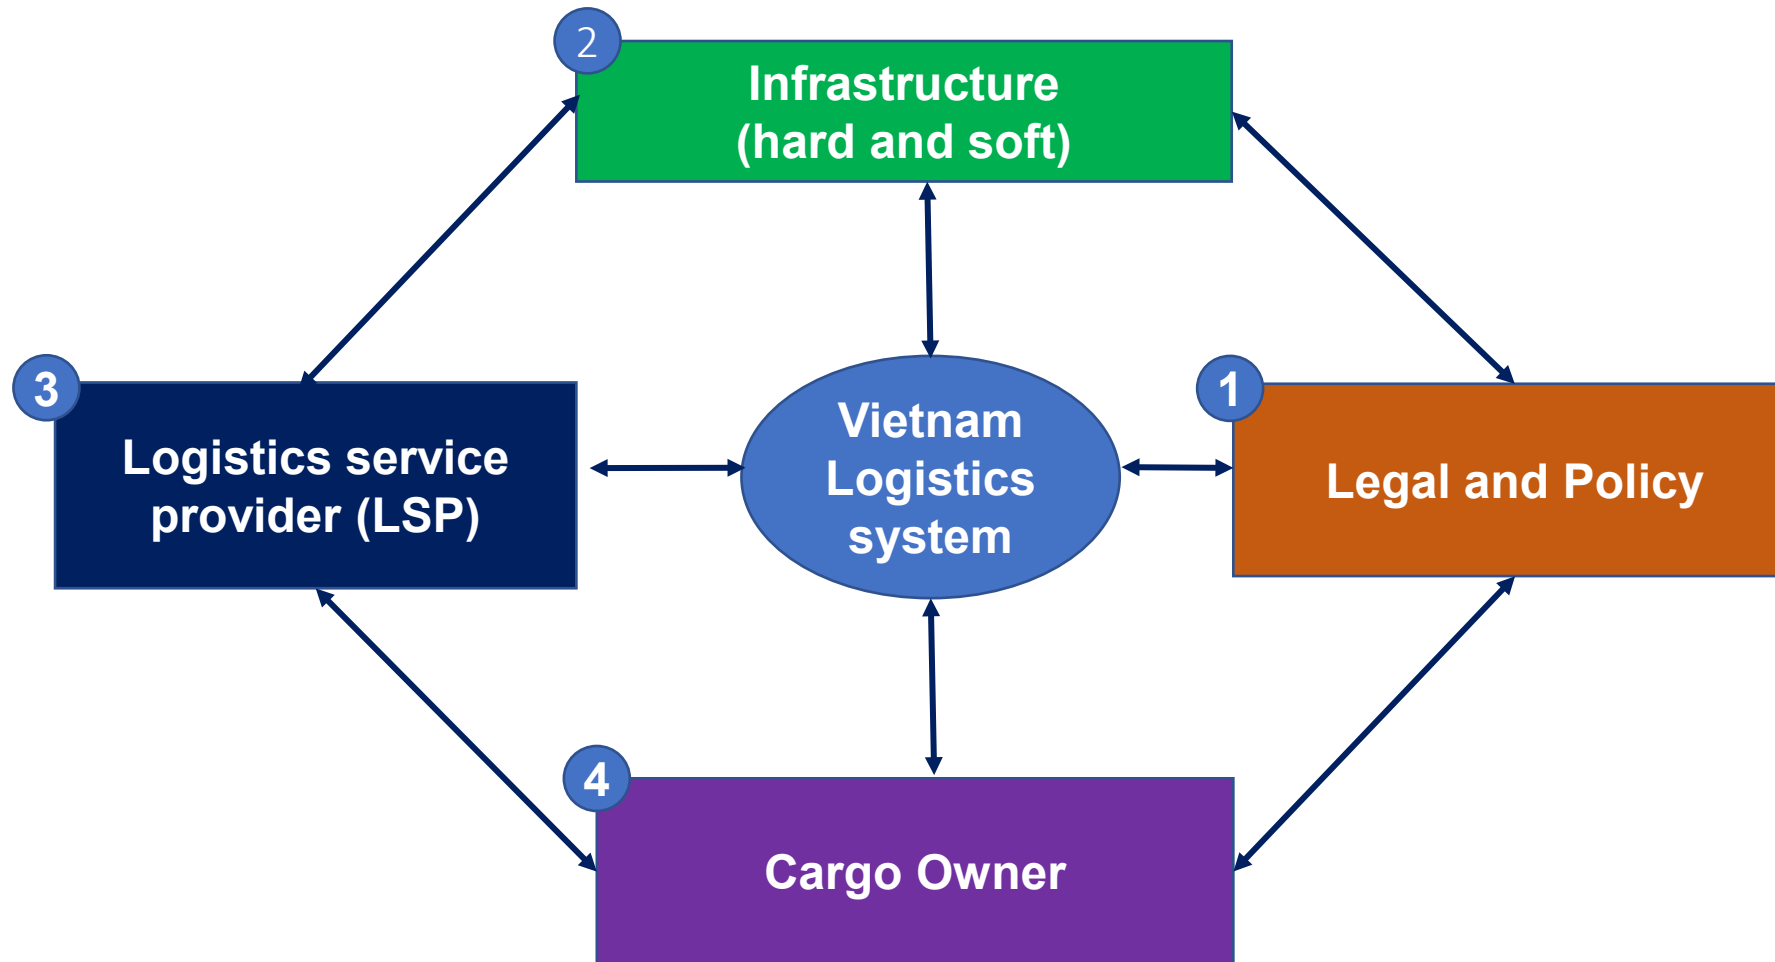 2
Infrastructure
(hard and soft)
3
Logistics service
provider (LSP)
Vietnam
Logistics
system
1
Legal and Policy
4
Cargo Owner